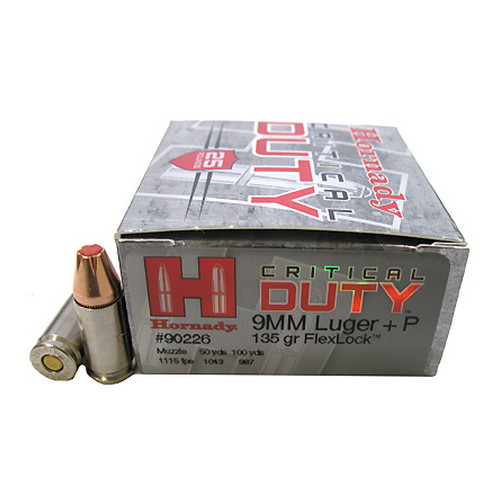 Hornady
CRITICAL
DUTY
25
H
Hornady
#90226
Muzzle 50 yds 100 yds
1115 fps 1043 987
CRITICAL
DUTY™
9MM Luger + P
135 gr FlexLock™